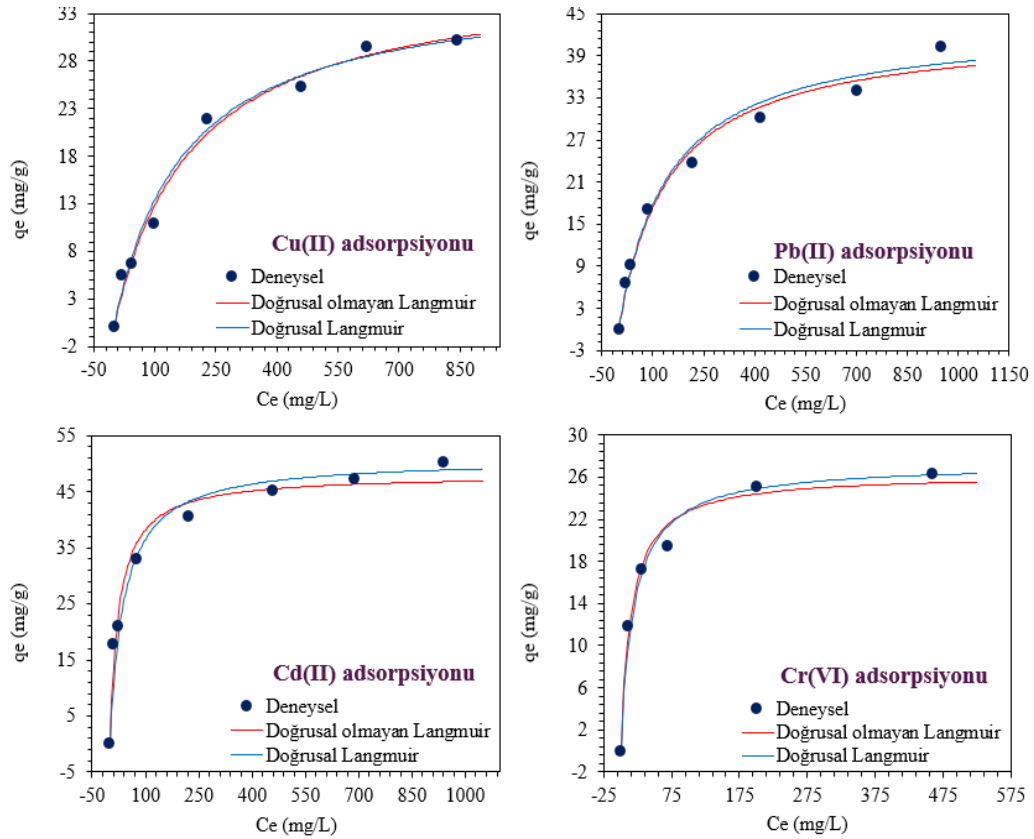 33
28
23
18
13
8
3
-2
qe (mg/g)
Cu(II) adsorpsiyonu
Deneysel
Doğrusal olmayan Langmuir
Doğrusal Langmuir
-50 100 250 400 550 700 850
Ce (mg/L)
45
39
33
27
21
15
9
3
-3
qe (mg/g)
Pb(II) adsorpsiyonu
Deneysel
Doğrusal olmayan Langmuir
Doğrusal Langmuir
-50 100 250 400 550 700 850 1000 1150
Ce (mg/L)
55
45
35
25
15
5
-5
qe (mg/g)
Cd(II) adsorpsiyonu
Deneysel
Doğrusal olmayan Langmuir
Doğrusal Langmuir
-50 100 250 400 550 700 850 1000
Ce (mg/L)
30
26
22
18
14
10
6
2
-2
qe (mg/g)
Cr(VI) adsorpsiyonu
Deneysel
Doğrusal olmayan Langmuir
Doğrusal Langmuir
-25 75 175 275 375 475 575
Ce (mg/L)